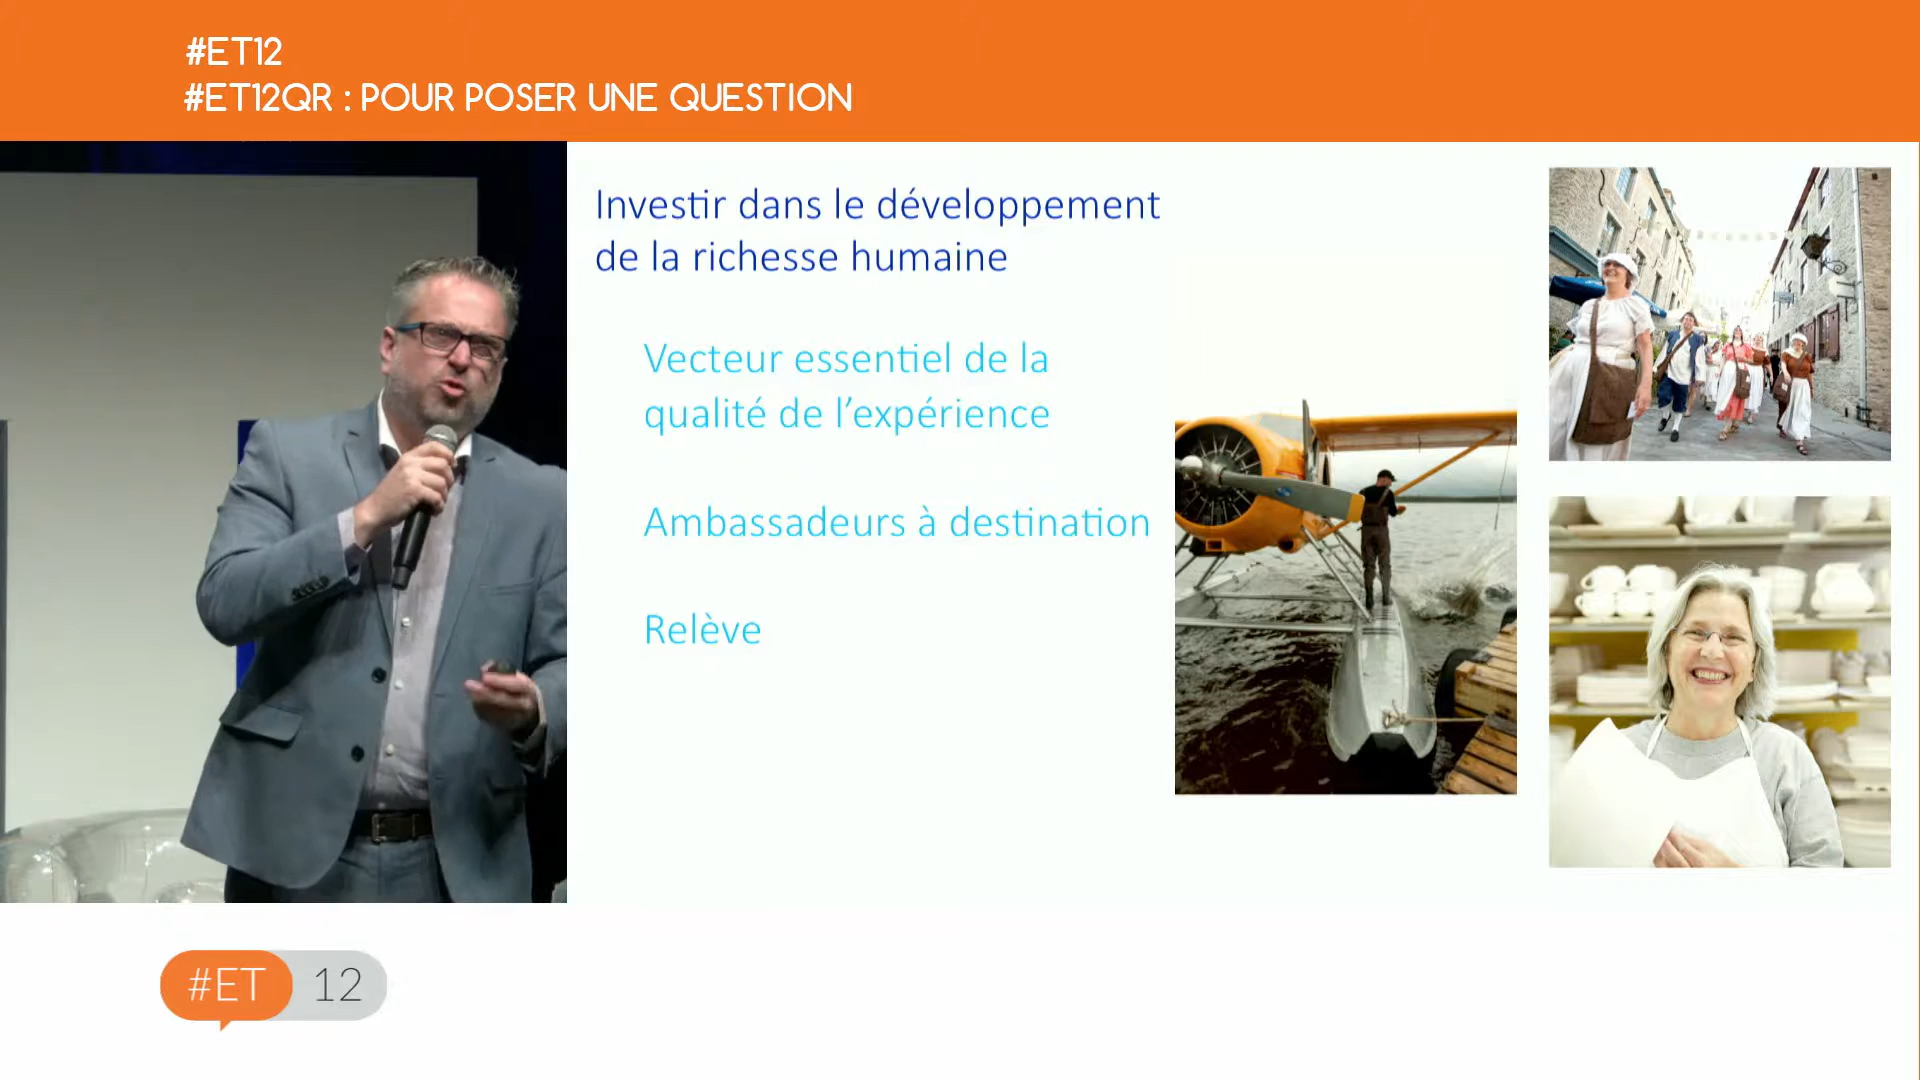 #ET12
#ET12QR : POUR POSER UNE QUESTION
Investir dans le développement
de la richesse humaine
Vecteur essentiel de la
qualité de l’expérience
Ambassadeurs à destination
Relève
#ET 12